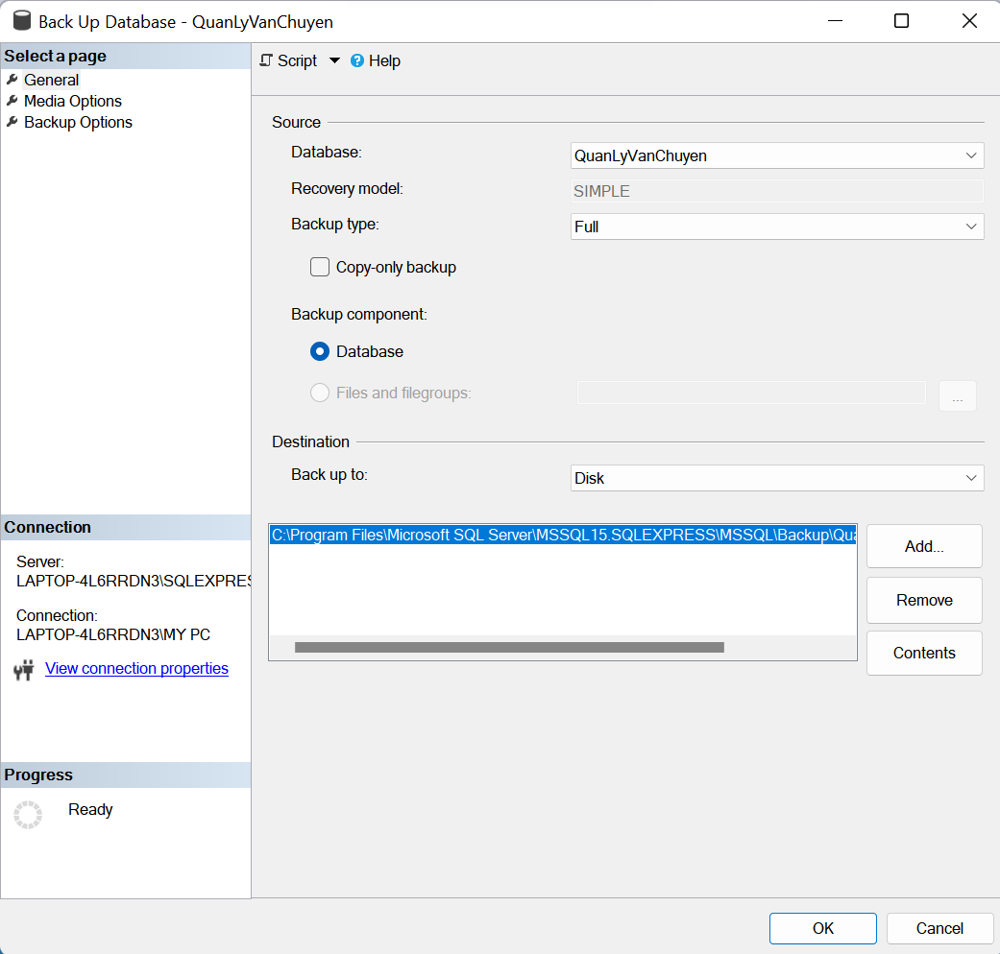 Back Up Database - QuanLyVanChuyen
Select a page
General
Media Options
Backup Options
Script
Help
Source
Database:
QuanLyVanChuyen
Recovery model:
SIMPLE
Backup type:
Full
Copy-only backup
Backup component:
Database
Files and filegroups:
...
Destination
Back up to:
Disk
C:\Program Files\Microsoft SQL Server\MSSQL15.SQLEXPRESS\MSSQL\Backup\Qua
Add...
Remove
Contents
Connection
Server:
LAPTOP-4L6RRDN3\SQLEXPRES
Connection:
LAPTOP-4L6RRDN3\MY PC
View connection properties
Progress
Ready
OK
Cancel